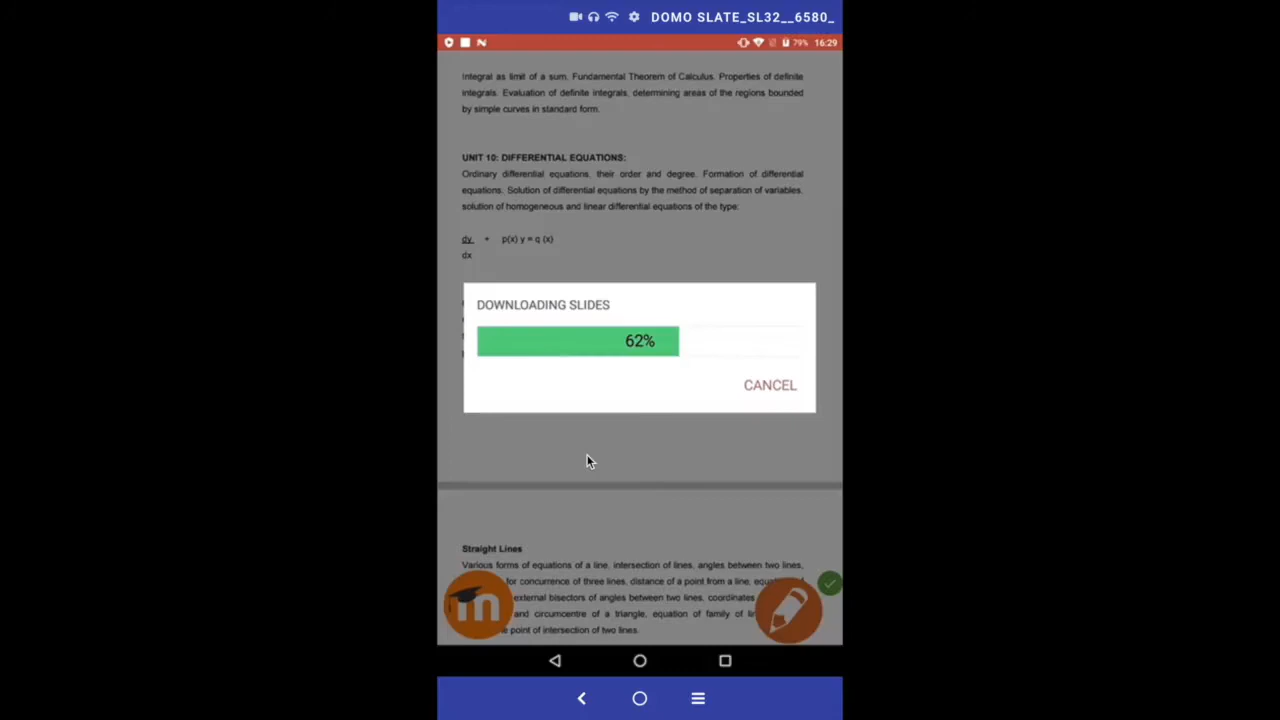 DOMO SLATE_SL32__6580_
79% 16:29
Integral as limit of a sum. Fundamental Theorem of Calculus. Properties of definite
integrals. Evaluation of definite integrals, determining areas of the regions bounded
by simple curves in standard form.
UNIT 10: DIFFERENTIAL EQUATIONS:
Ordinary differential equations, their order and degree. Formation of differential
equations. Solution of differential equations by the method of separation of variables,
solution of homogeneous and linear differential equations of the type:
dy + p(x) y = q (x)
dx
DOWNLOADING SLIDES
62%
CANCEL
Straight Lines
Various forms of equations of a line, intersection of lines, angles between two lines,
for concurrence of three lines, distance of a point from a line,
external bisectors of angles between two lines, coordinates
and circumcentre of a triangle, equation of family of
point of intersection of two lines.
m